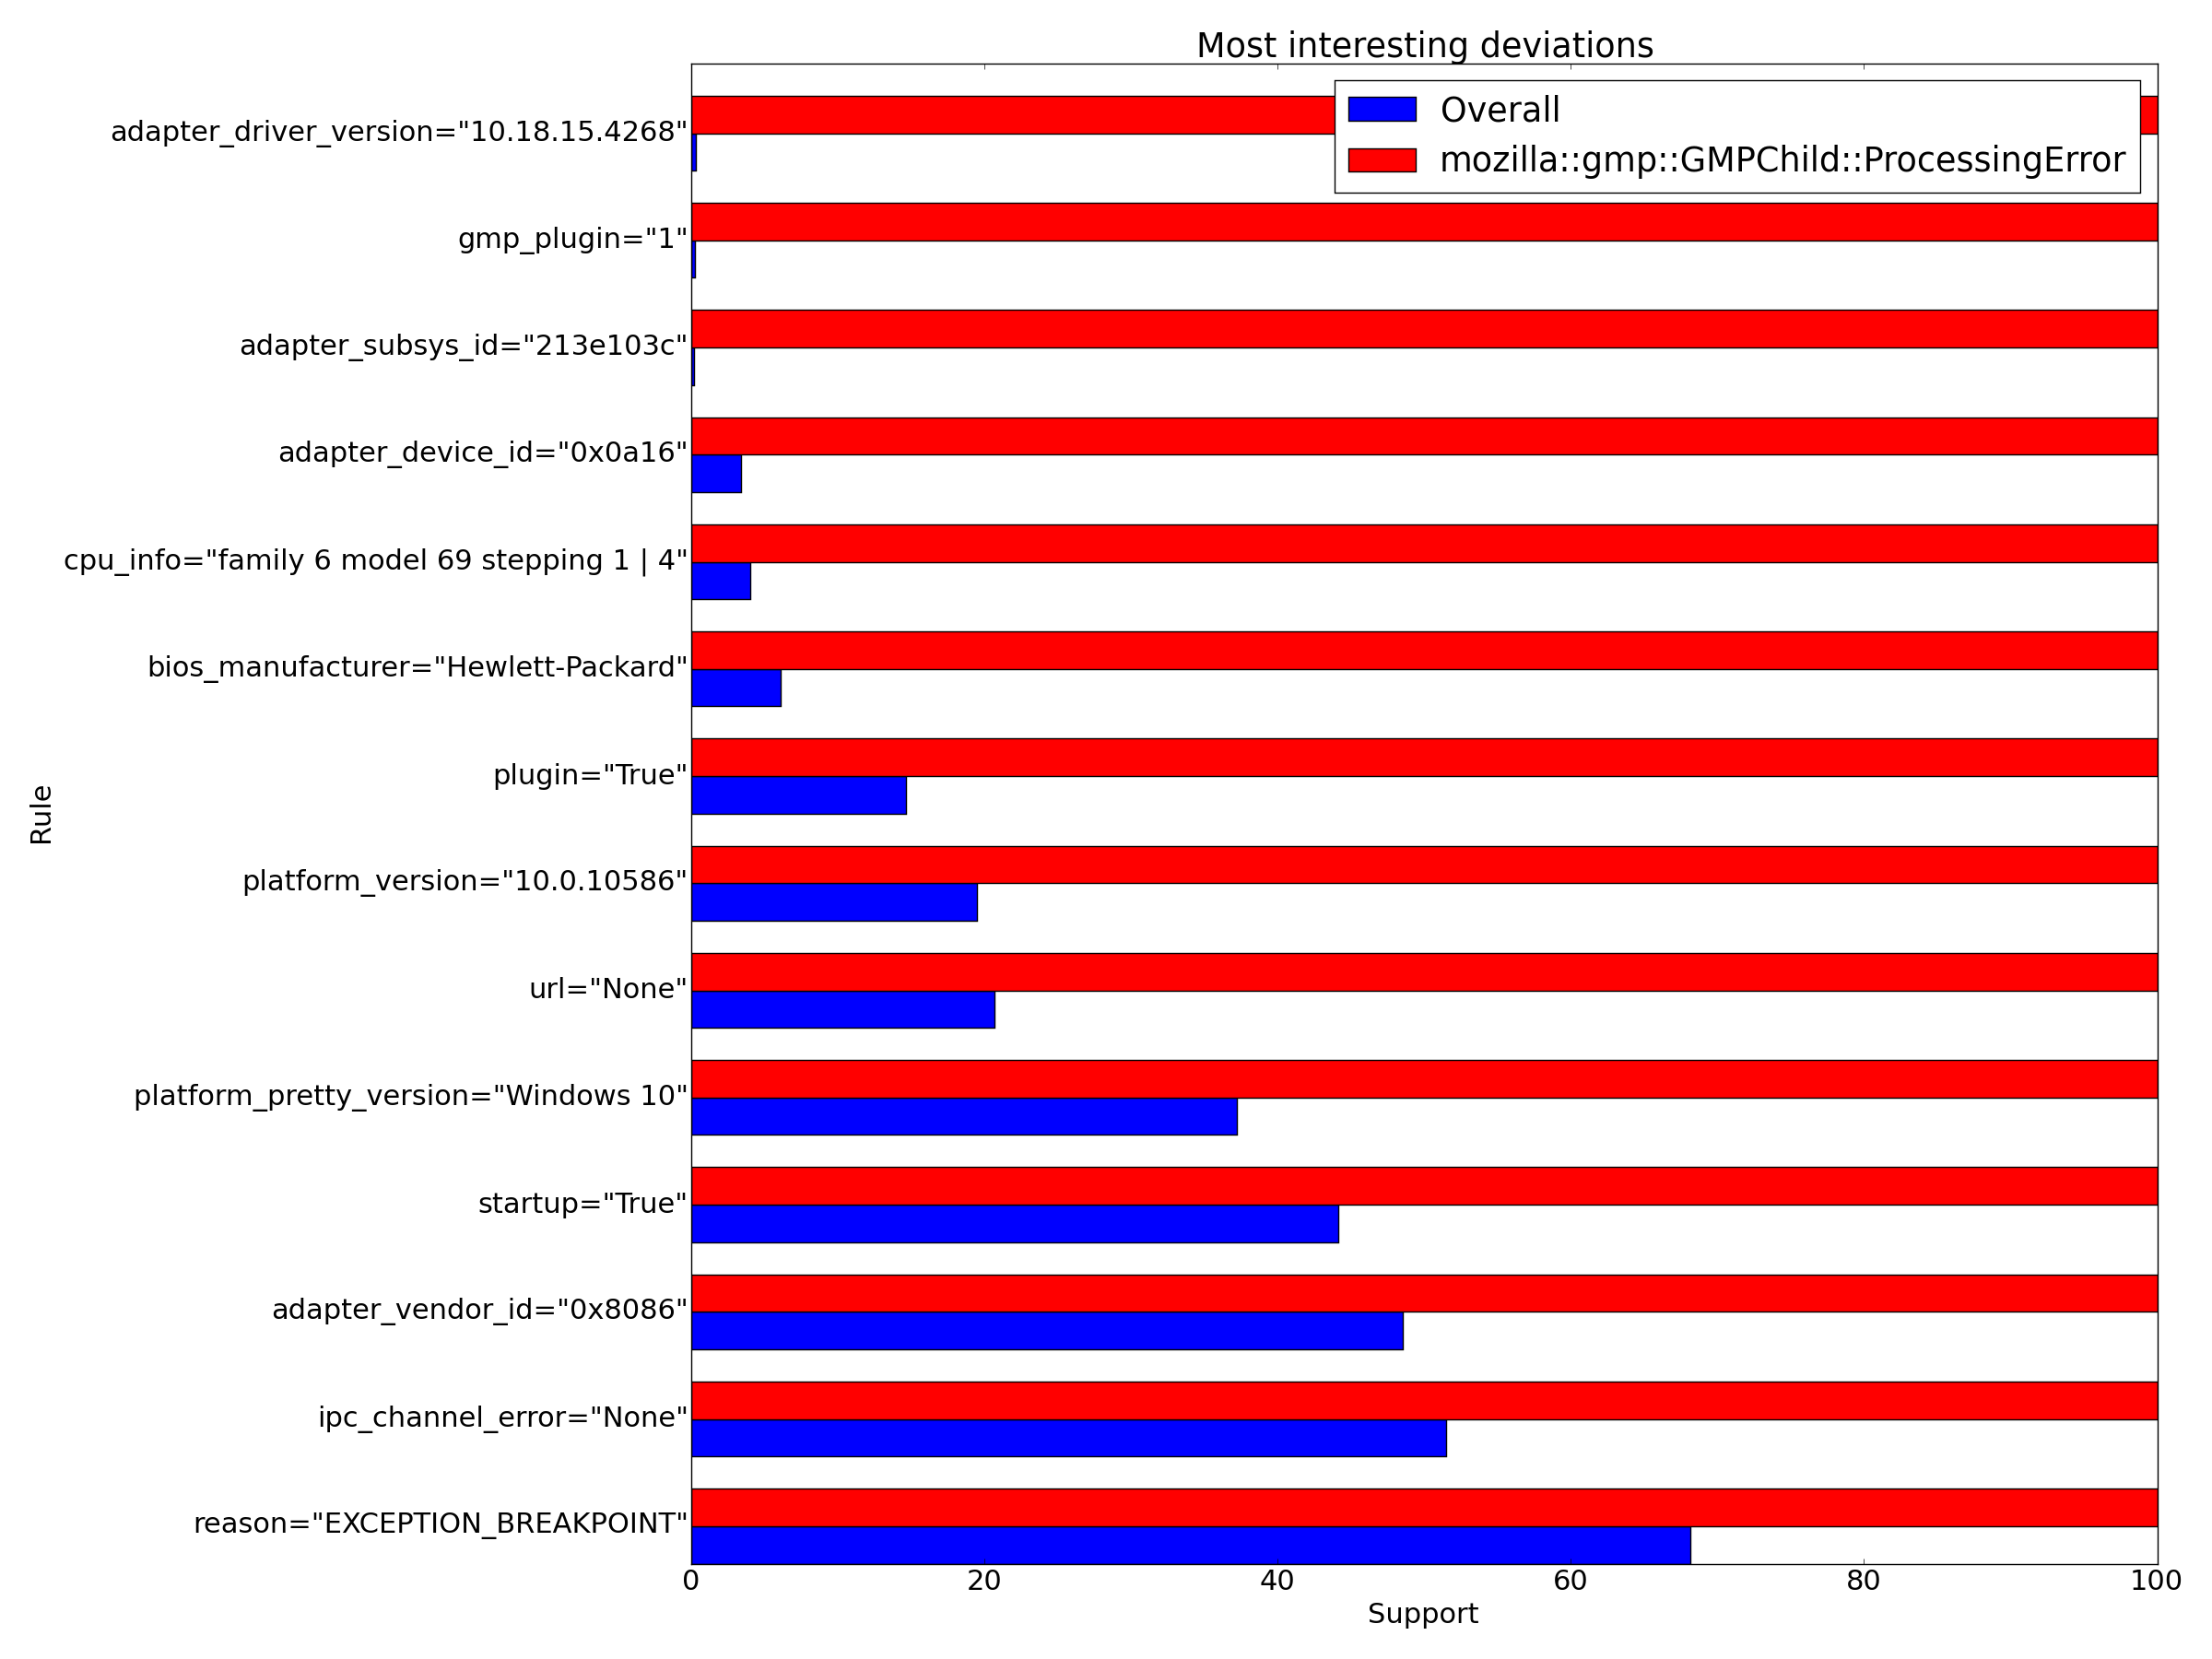 Most interesting deviations
Overall
mozilla::gmp::GMPChild::ProcessingError
adapter_driver_version="10.18.15.4268"
gmp_plugin="1"
adapter_subsys_id="213e103c"
adapter_device_id="0x0a16"
cpu_info="family 6 model 69 stepping 1 | 4"
bios_manufacturer="Hewlett-Packard"
plugin="True"
platform_version="10.0.10586"
url="None"
platform_pretty_version="Windows 10"
startup="True"
adapter_vendor_id="0x8086"
ipc_channel_error="None"
reason="EXCEPTION_BREAKPOINT"
Rule
0 20 40 60 80 100
Support